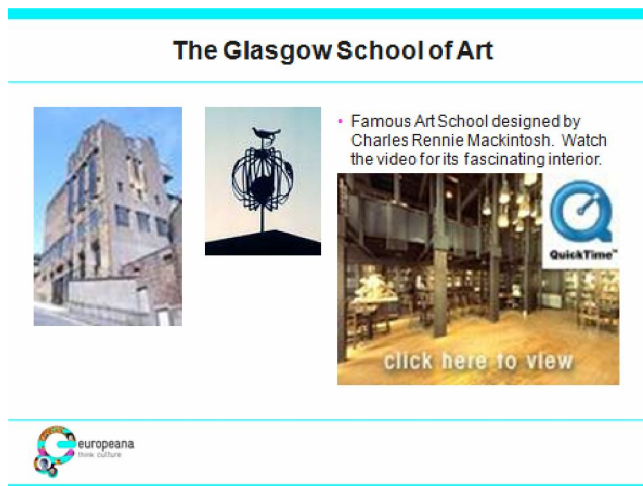 The Glasgow School of Art
• Famous Art School designed by
Charles Rennie Mackintosh. Watch
the video for its fascinating interior.
QuickTime™
click here to view
europeana
think culture